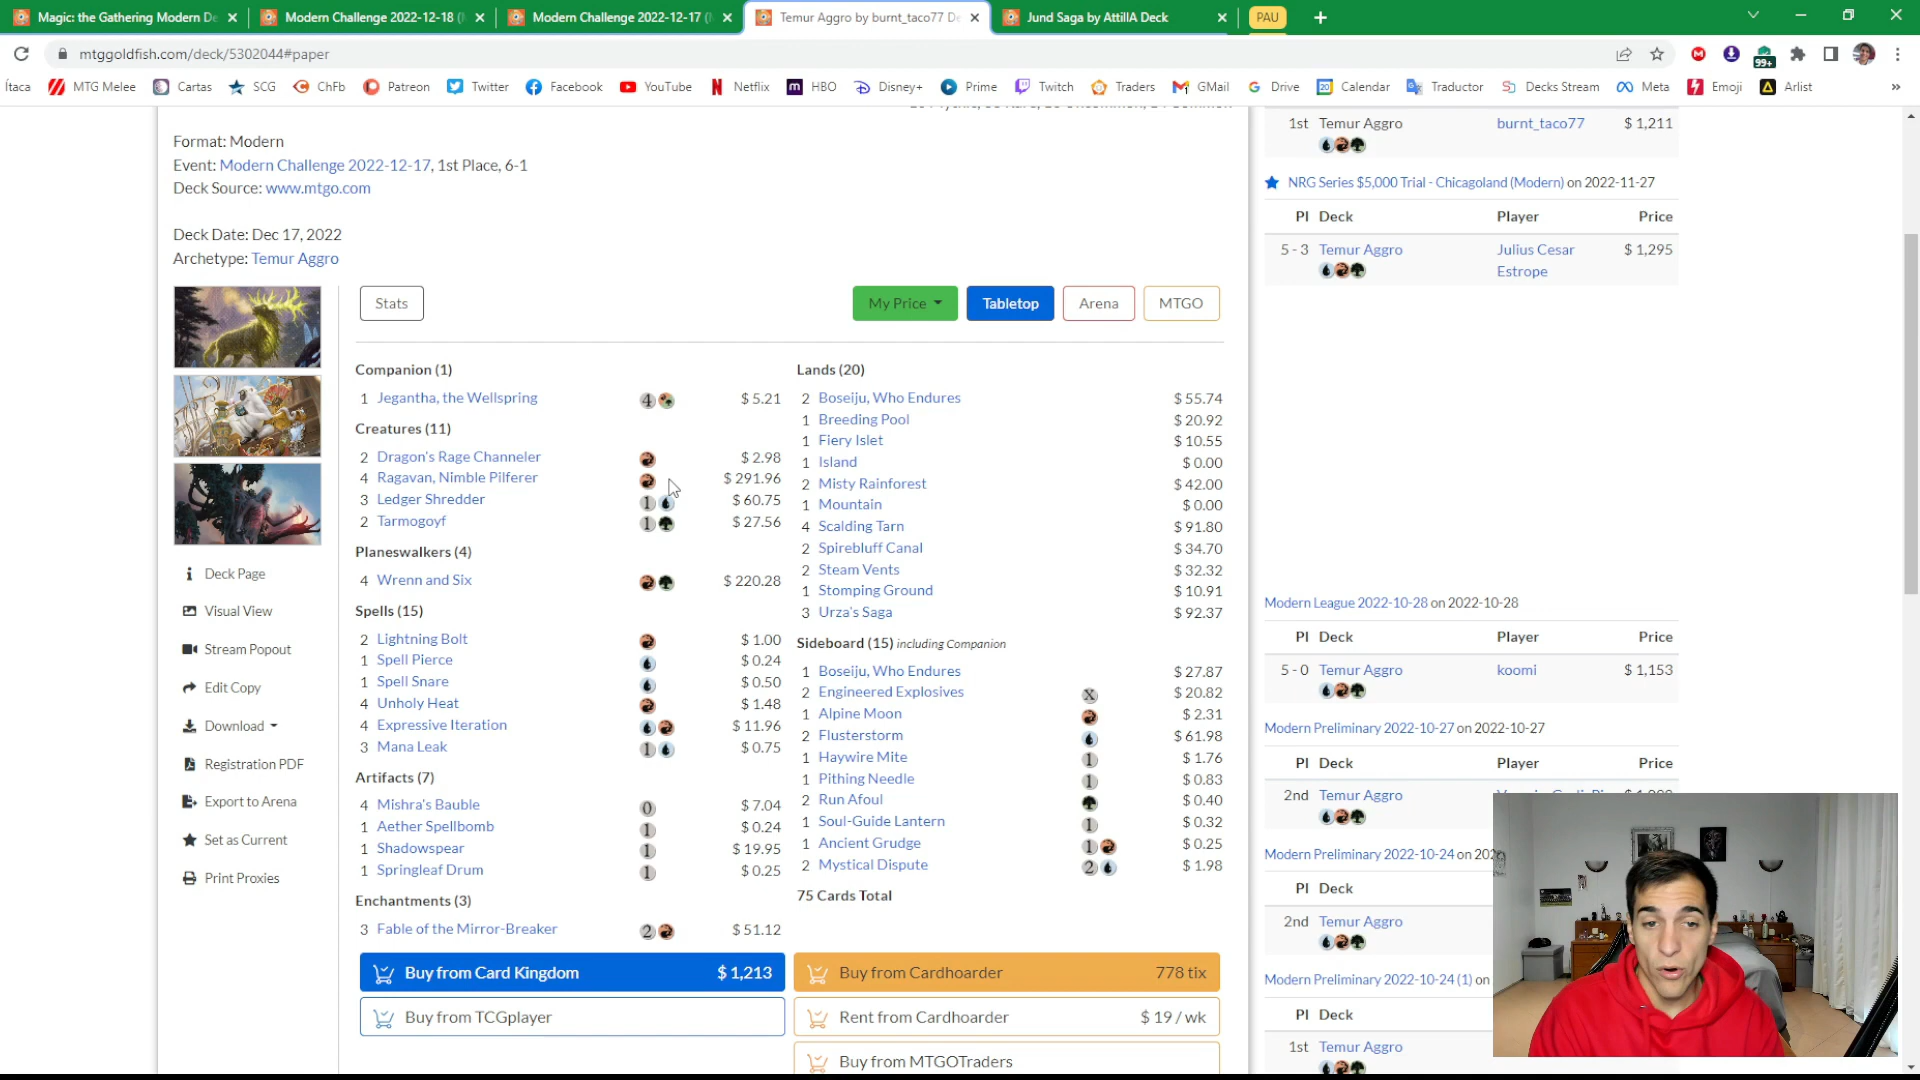 Magic: the Gathering Modern De
Modern Challenge 2022-12-18 (
Modern Challenge 2022-12-17 (
Temur Aggro by burnt_taco77 De
Jund Saga by AttillA Deck
PAU
mtggoldfish.com/deck/5302044#paper
99+
Ítaca
MTG Melee
Cartas
SCG
ChFb
Patreon
Twitter
Facebook
YouTube
Netflix
HBO
Disney+
Prime
Twitch
Traders
GMail
Drive
Calendar
Traductor
Decks Stream
Meta
Emoji
Arlist
Format: Modern
Event: Modern Challenge 2022-12-17, 1st Place, 6-1
Deck Source: www.mtgo.com
Deck Date: Dec 17, 2022
Archetype: Temur Aggro
Deck Page
Visual View
Stream Popout
Edit Copy
Download
Registration PDF
Export to Arena
Set as Current
Print Proxies
Stats
My Price
Tabletop
Arena
MTGO
Companion (1)
1 Jegantha, the Wellspring 4 $ 5.21
Creatures (11)
2 Dragon's Rage Channeler $ 2.98
4 Ragavan, Nimble Pilferer $ 291.96
3 Ledger Shredder 1 $ 60.75
2 Tarmogoyf 1 $ 27.56
Planeswalkers (4)
4 Wrenn and Six $ 220.28
Spells (15)
2 Lightning Bolt $ 1.00
1 Spell Pierce $ 0.24
1 Spell Snare $ 0.50
4 Unholy Heat $ 1.48
4 Expressive Iteration $ 11.96
3 Mana Leak 1 $ 0.75
Artifacts (7)
4 Mishra's Bauble 0 $ 7.04
1 Aether Spellbomb 1 $ 0.24
1 Shadowspear 1 $ 19.95
1 Springleaf Drum 1 $ 0.25
Enchantments (3)
3 Fable of the Mirror-Breaker 2 $ 51.12
Lands (20)
2 Boseiju, Who Endures $ 55.74
1 Breeding Pool $ 20.92
1 Fiery Islet $ 10.55
1 Island $ 0.00
2 Misty Rainforest $ 42.00
1 Mountain $ 0.00
4 Scalding Tarn $ 91.80
2 Spirebluff Canal $ 34.70
2 Steam Vents $ 32.32
1 Stomping Ground $ 10.91
3 Urza's Saga $ 92.37
Sideboard (15) including Companion
1 Boseiju, Who Endures $ 27.87
2 Engineered Explosives X $ 20.82
1 Alpine Moon $ 2.31
2 Flusterstorm $ 61.98
1 Haywire Mite 1 $ 1.76
1 Pithing Needle 1 $ 0.83
2 Run Afoul $ 0.40
1 Soul-Guide Lantern 1 $ 0.32
1 Ancient Grudge 1 $ 0.25
2 Mystical Dispute 2 $ 1.98
75 Cards Total
Buy from Card Kingdom $ 1,213
Buy from Cardhoarder 778 tix
Buy from TCGplayer
Rent from Cardhoarder $ 19 / wk
Buy from MTGOTraders
1st Temur Aggro burnt_taco77 $ 1,211
NRG Series $5,000 Trial - Chicagoland (Modern) on 2022-11-27
Pl Deck Player Price
5 - 3 Temur Aggro Julius Cesar $ 1,295
Estrope
Modern League 2022-10-28 on 2022-10-28
Pl Deck Player Price
5 - 0 Temur Aggro koomi $ 1,153
Modern Preliminary 2022-10-27 on 2022-10-27
Pl Deck Player Price
2nd Temur Aggro
Modern Preliminary 2022-10-24 on 202
Pl Deck
2nd Temur Aggro
Modern Preliminary 2022-10-24 (1) on
Pl Deck
1st Temur Aggro